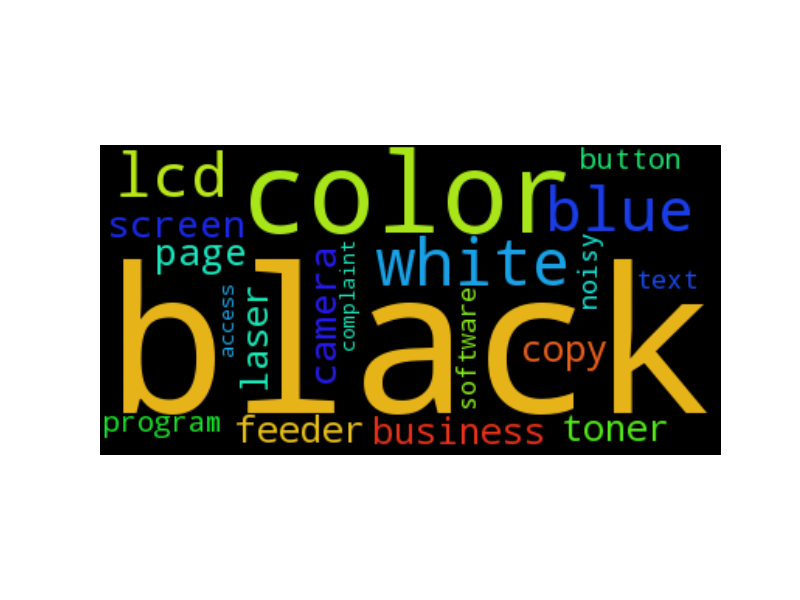 lcd
color
button
blue
screen
page
white
camera
complaint
noisy
text
black
access
laser
software
copy
program
feeder
business
toner